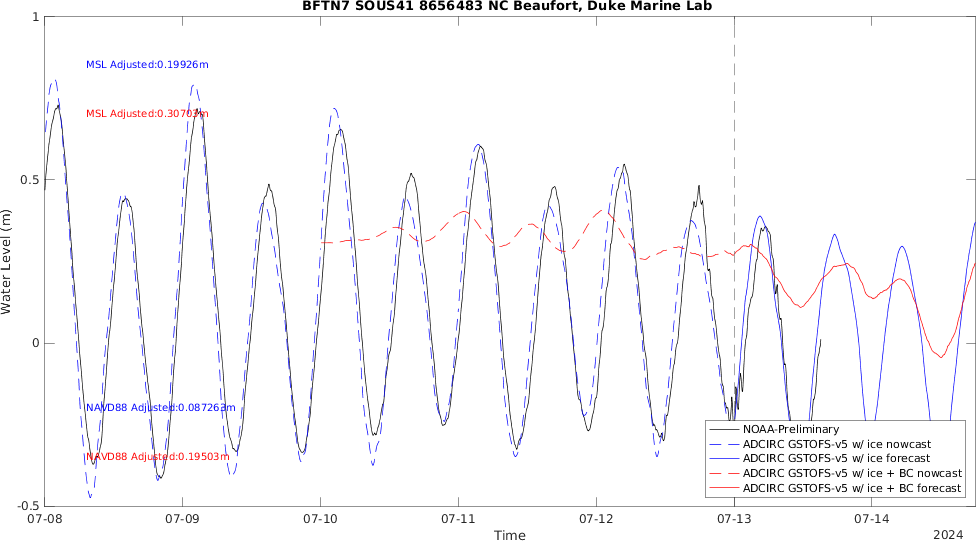 BFTN7 SOUS41 8656483 NC Beaufort, Duke Marine Lab
1
MSL Adjusted:0.19926m
MSL Adjusted:0.30703m
0.5
Water Level (m)
0
NAVD88 Adjusted:0.087263m
NAVD88 Adjusted:0.19503m
-0.5
NOAA-Preliminary
ADCIRC GSTOFS-v5 w/ ice nowcast
ADCIRC GSTOFS-v5 w/ ice forecast
ADCIRC GSTOFS-v5 w/ ice + BC nowcast
ADCIRC GSTOFS-v5 w/ ice + BC forecast
07-08 07-09 07-10 07-11 07-12 07-13 07-14
Time
2024